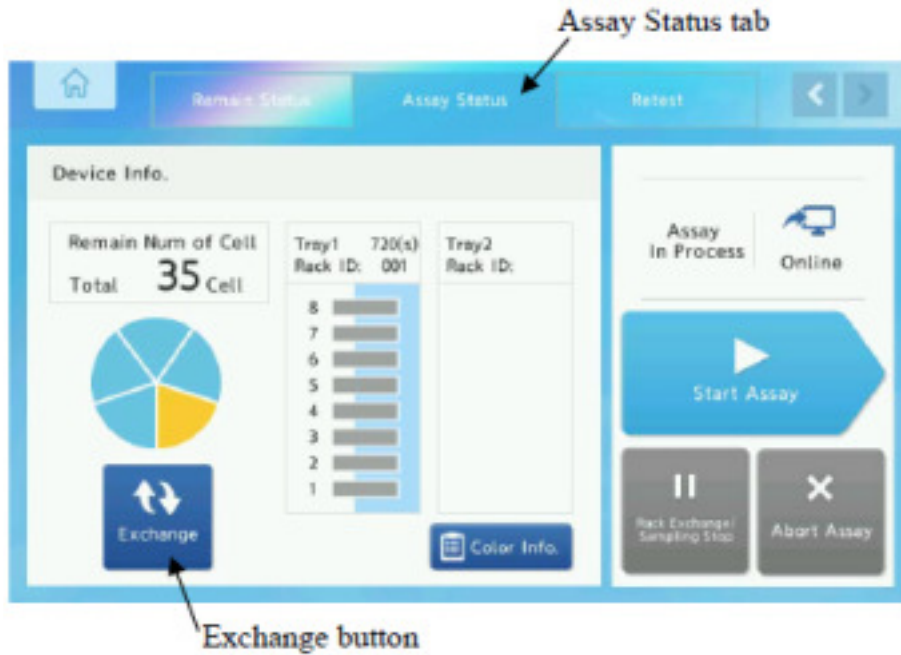 Assay Status tab
Remain Status
Assay Status
Retest
Device Info.
Remain Num of Cell
Total 35 Cell
Tray1 720(s)
Rack ID: 001
8
7
6
5
4
3
2
1
Tray2
Rack ID:
Exchange
Color Info.
Assay
In Process
Online
Start Assay
Rack Exchange/
Sampling Stop
Abort Assay
Exchange button